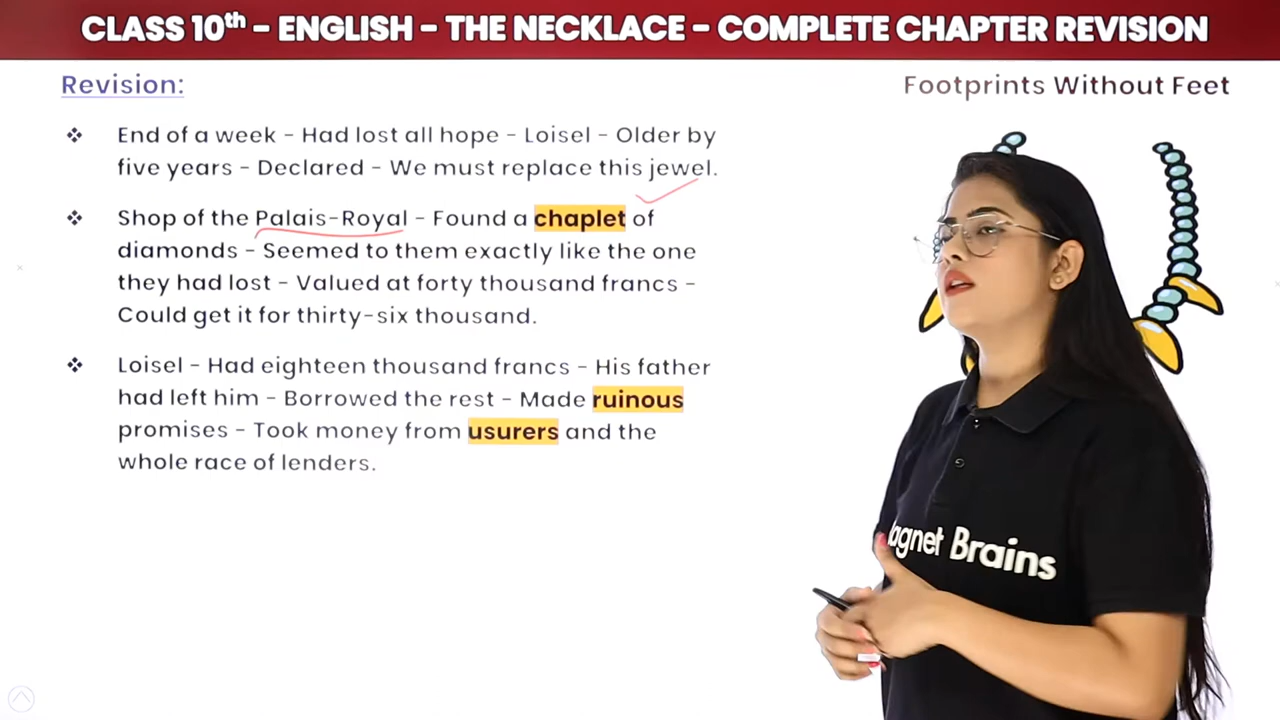 CLASS 10th - ENGLISH - THE NECKLACE - COMPLETE CHAPTER REVISION
Revision:
Footprints Without Feet
❖ End of a week - Had lost all hope - Loisel - Older by
five years - Declared - We must replace this jewel.
❖ Shop of the Palais-Royal - Found a chaplet of
diamonds - Seemed to them exactly like the one
they had lost - Valued at forty thousand francs -
Could get it for thirty-six thousand.
❖ Loisel - Had eighteen thousand francs - His father
had left him - Borrowed the rest - Made ruinous
promises - Took money from usurers and the
whole race of lenders.
agnet Brains